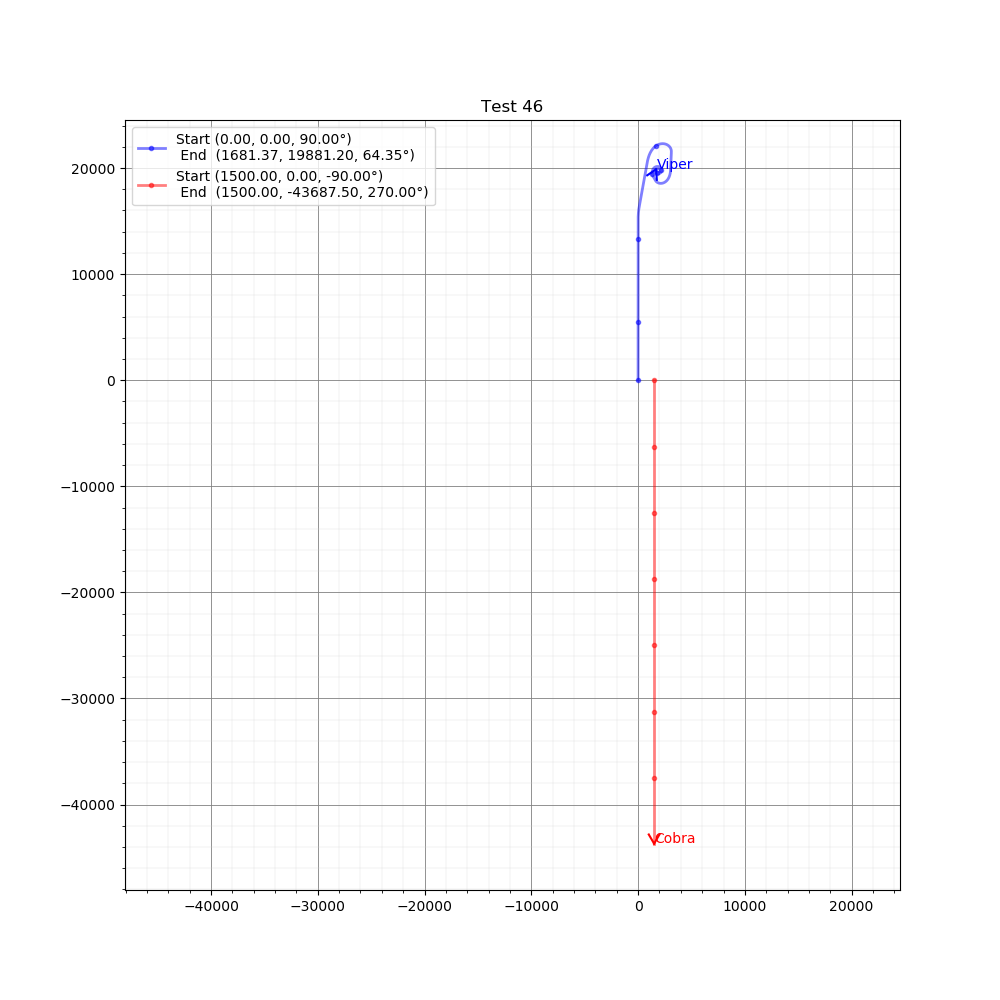 Test 46
Start (0.00, 0.00, 90.00°)
End (1681.37, 19881.20, 64.35°)
Start (1500.00, 0.00, -90.00°)
End (1500.00, -43687.50, 270.00°)
Viper
Cobra
20000
10000
0
−10000
−20000
−30000
−40000
−40000 −30000 −20000 −10000 0 10000 20000